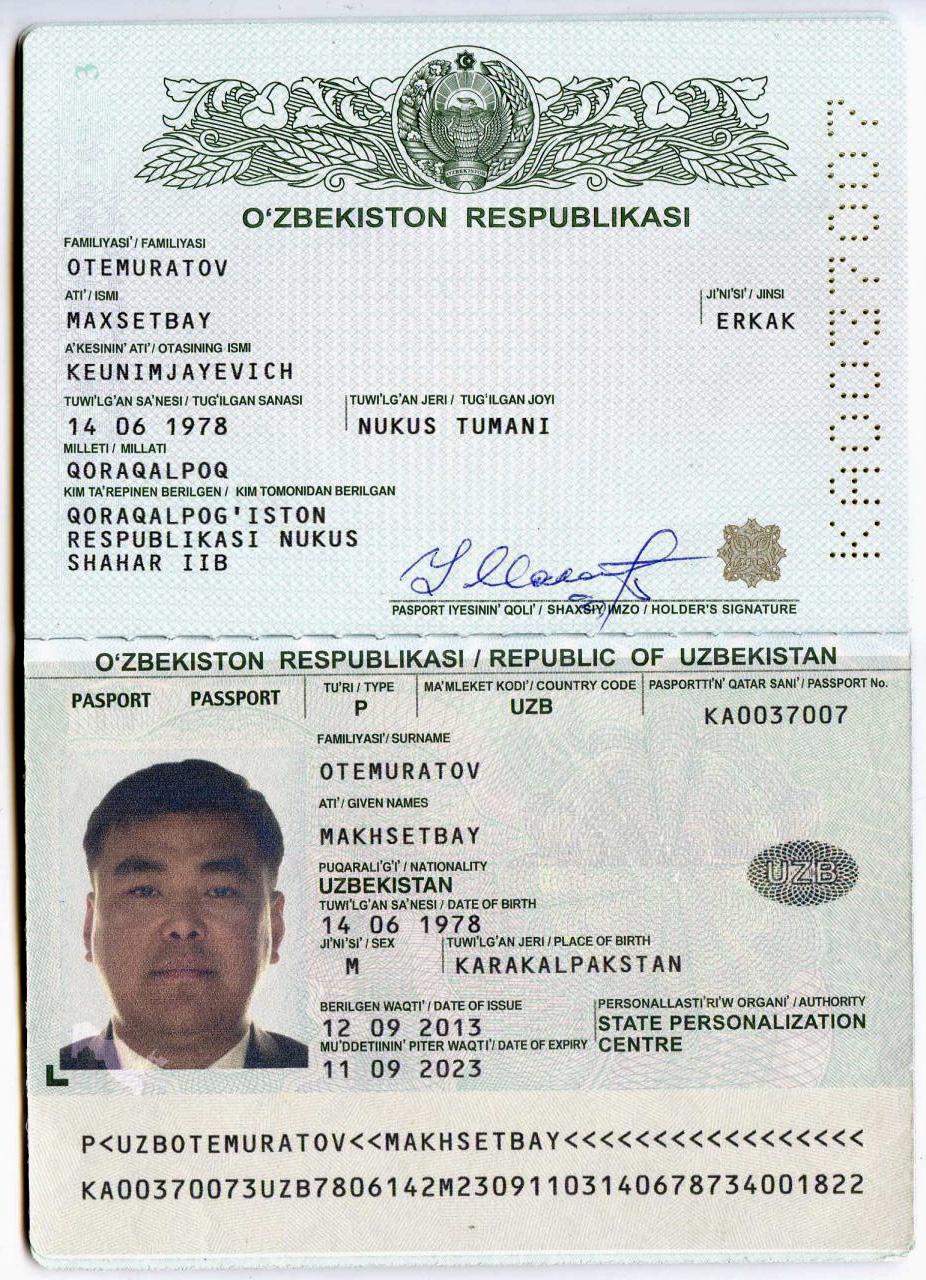 O‘ZBEKISTON
O‘ZBEKISTON RESPUBLIKASI
FAMILIYASI’ / FAMILIYASI
OTEMURATOV
ATI’ / ISMI
JI’NI’SI’ / JINSI
MAXSETBAY
ERKAK
A’KESININ’ ATI’ / OTASINING ISMI
KEUNIMJAYEVICH
TUWI’LG’AN SA’NESI / TUG‘ILGAN SANASI
TUWI’LG’AN JERI / TUG‘ILGAN JOYI
14 06 1978
NUKUS TUMANI
MILLETI / MILLATI
QORAQALPOQ
KIM TA’REPINEN BERILGEN / KIM TOMONIDAN BERILGAN
QORAQALPOG'ISTON
RESPUBLIKASI NUKUS
SHAHAR IIB
PASPORT IYESININ’ QOLI’ / SHAXSIY IMZO / HOLDER’S SIGNATURE
KA0037007
O‘ZBEKISTON RESPUBLIKASI / REPUBLIC OF UZBEKISTAN
PASPORT PASSPORT
TU’RI / TYPE
MA’MLEKET KODI’ / COUNTRY CODE
PASPORTTI’N’ QATAR SANI’ / PASSPORT No.
P
UZB
KA0037007
FAMILIYASI’ / SURNAME
OTEMURATOV
ATI’ / GIVEN NAMES
MAKHSETBAY
PUQARALI’G’I’ / NATIONALITY
UZBEKISTAN
UZB
TUWI’LG’AN SA’NESI / DATE OF BIRTH
14 06 1978
JI’NI’SI’ / SEX
TUWI’LG’AN JERI / PLACE OF BIRTH
M
KARAKALPAKSTAN
BERILGEN WAQTI’ / DATE OF ISSUE
PERSONALLASTI’RI’W ORGANI’ / AUTHORITY
12 09 2013
STATE PERSONALIZATION
CENTRE
MU’DDETIININ’ PITER WAQTI’/ DATE OF EXPIRY
11 09 2023
P<UZBOTEMURATOV<<MAKHSETBAY<<<<<<<<<<<<<<<<<
KA00370073UZB7806142M23091103140678734001822